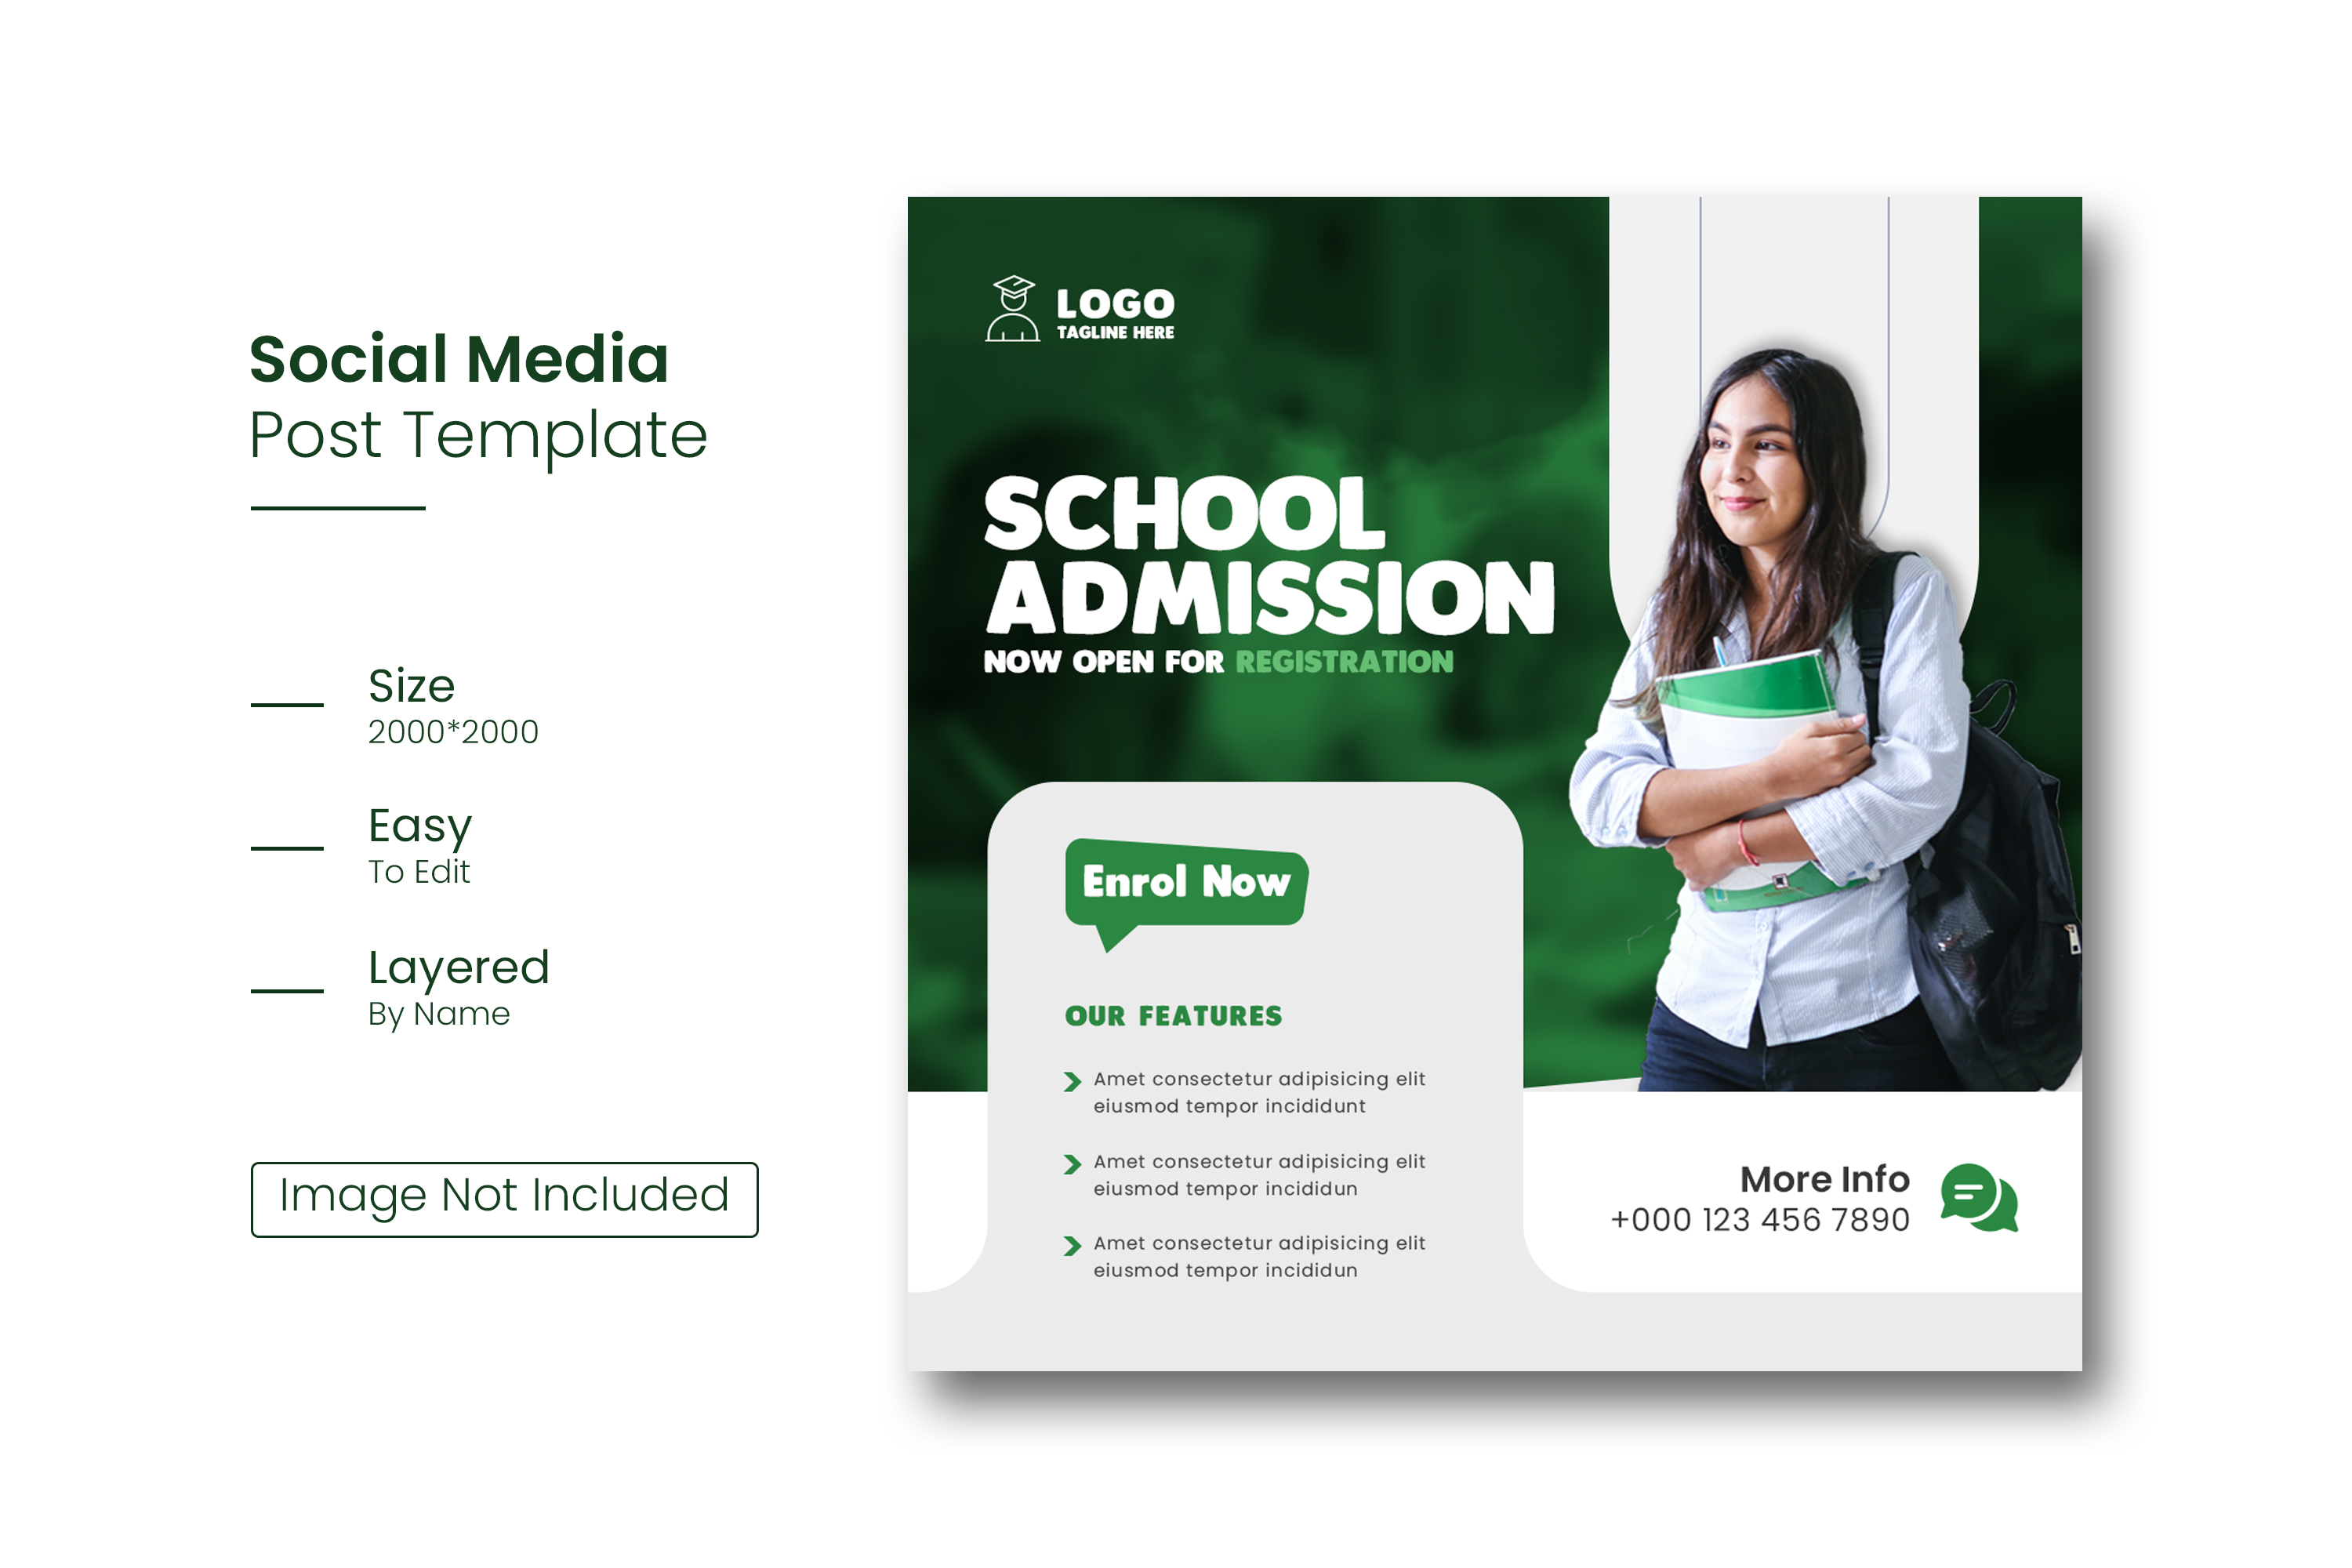 Social Media
Post Template
Size
2000*2000
Easy
To Edit
Layered
By Name
Image Not Included
LOGO
TAGLINE HERE
SCHOOL
ADMISSION
NOW OPEN FOR REGISTRATION
Enrol Now
OUR FEATURES
Amet consectetur adipisicing elit
eiusmod tempor incididunt
Amet consectetur adipisicing elit
eiusmod tempor incididun
Amet consectetur adipisicing elit
eiusmod tempor incididun
More Info
+000 123 456 7890